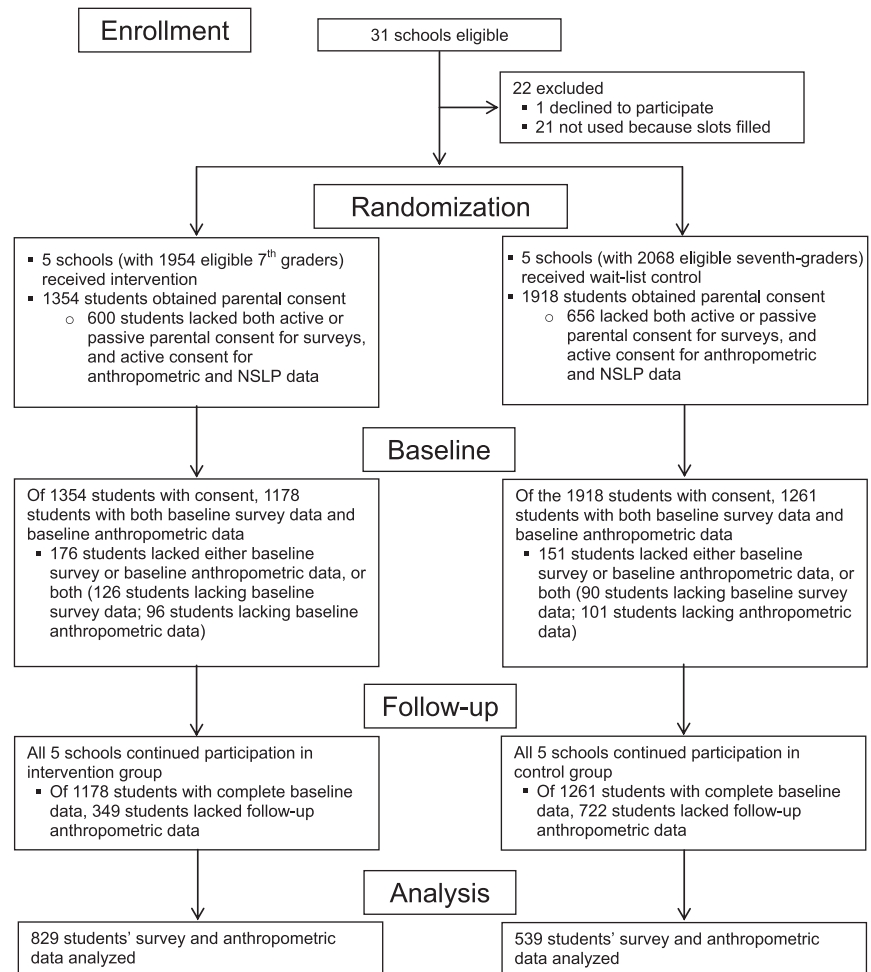 Enrollment
31 schools eligible
22 excluded
▪ 1 declined to participate
▪ 21 not used because slots filled
Randomization
▪ 5 schools (with 1954 eligible 7th graders)
received intervention
▪ 1354 students obtained parental consent
o 600 students lacked both active or
passive parental consent for surveys,
and active consent for
anthropometric and NSLP data
▪ 5 schools (with 2068 eligible seventh-graders)
received wait-list control
▪ 1918 students obtained parental consent
o 656 lacked both active or passive
parental consent for surveys, and
active consent for anthropometric
and NSLP data
Baseline
Of 1354 students with consent, 1178
students with both baseline survey data and
baseline anthropometric data
▪ 176 students lacked either baseline
survey or baseline anthropometric data, or
both (126 students lacking baseline
survey data; 96 students lacking baseline
anthropometric data)
Of the 1918 students with consent, 1261
students with both baseline survey data and
baseline anthropometric data
▪ 151 students lacked either baseline
survey or baseline anthropometric data, or
both (90 students lacking baseline survey
data; 101 students lacking anthropometric
data)
Follow-up
All 5 schools continued participation in
intervention group
▪ Of 1178 students with complete baseline
data, 349 students lacked follow-up
anthropometric data
All 5 schools continued participation in
control group
▪ Of 1261 students with complete baseline
data, 722 students lacked follow-up
anthropometric data
Analysis
829 students’ survey and anthropometric
data analyzed
539 students’ survey and anthropometric
data analyzed